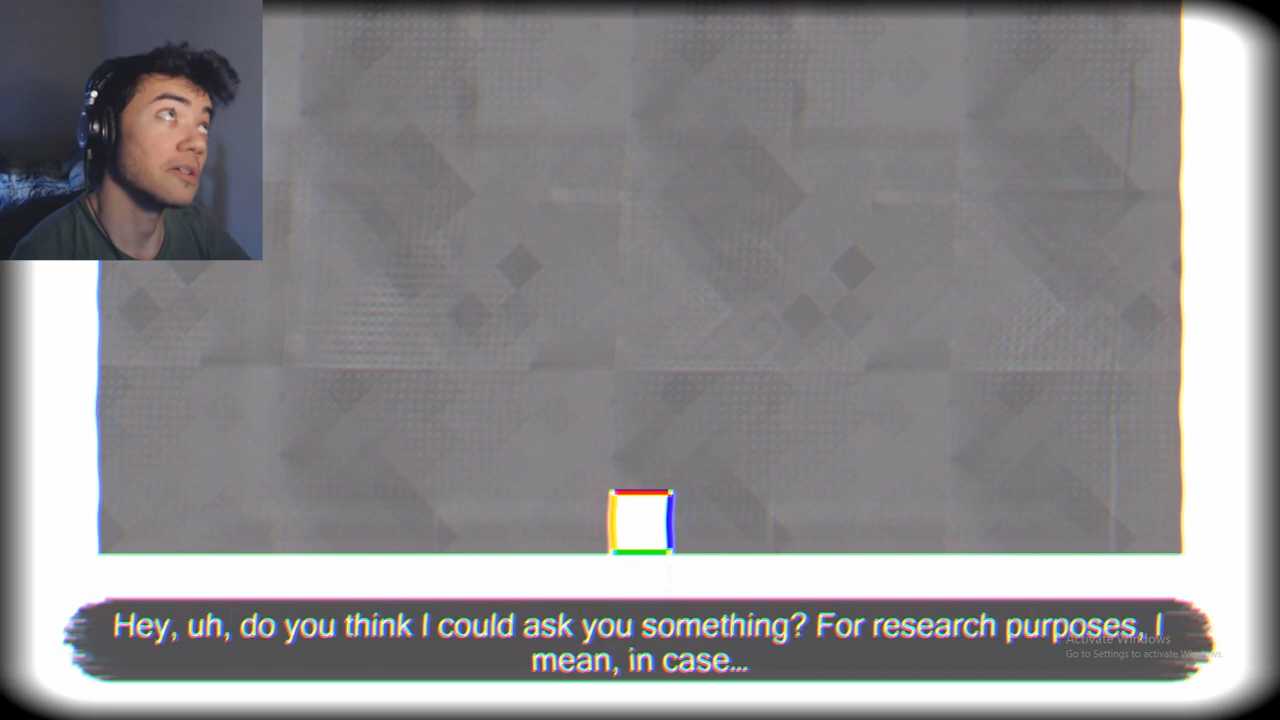 Hey, uh, do you think I could ask you something? For research purposes, I
mean, in case...
Activate Windows
Go to Settings to activate Windows.